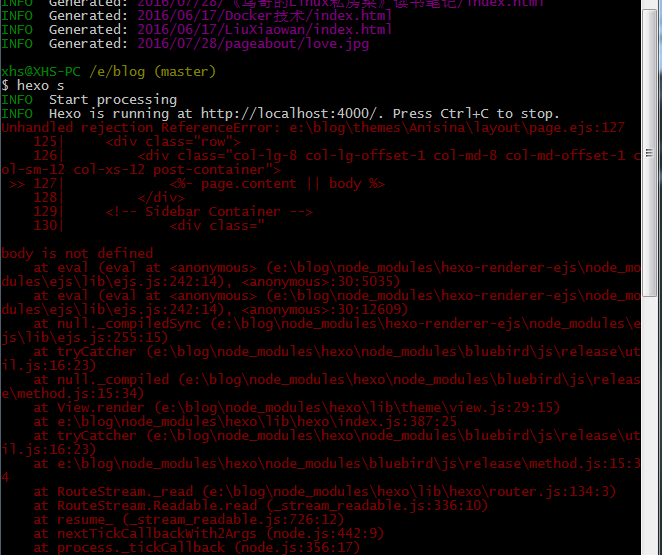 INFO  Generated: 2016/07/28/《鸟哥的Linux私房菜》读书笔记/index.html
INFO  Generated: 2016/06/17/Docker技术/index.html
INFO  Generated: 2016/06/17/LiuXiaowan/index.html
INFO  Generated: 2016/07/28/pageabout/love.jpg

xhs@XHS-PC /e/blog (master)
$ hexo s
INFO  Start processing
INFO  Hexo is running at http://localhost:4000/. Press Ctrl+C to stop.
Unhandled rejection ReferenceError: e:\blog\themes\Anisina\layout\page.ejs:127
    125|     <div class="row">
    126|         <div class="col-lg-8 col-lg-offset-1 col-md-8 col-md-offset-1 c
ol-sm-12 col-xs-12 post-container">
 >> 127|             <%- page.content || body %>
    128|         </div>
    129|     <!-- Sidebar Container -->
    130|             <div class="

body is not defined
    at eval (eval at <anonymous> (e:\blog\node_modules\hexo-renderer-ejs\node_mo
dules\ejs\lib\ejs.js:242:14), <anonymous>:30:5035)
    at eval (eval at <anonymous> (e:\blog\node_modules\hexo-renderer-ejs\node_mo
dules\ejs\lib\ejs.js:242:14), <anonymous>:30:12609)
    at null._compiledSync (e:\blog\node_modules\hexo-renderer-ejs\node_modules\e
js\lib\ejs.js:255:15)
    at tryCatcher (e:\blog\node_modules\hexo\node_modules\bluebird\js\release\ut
il.js:16:23)
    at null._compiled (e:\blog\node_modules\hexo\node_modules\bluebird\js\releas
e\method.js:15:34)
    at View.render (e:\blog\node_modules\hexo\lib\theme\view.js:29:15)
    at e:\blog\node_modules\hexo\lib\hexo\index.js:387:25
    at tryCatcher (e:\blog\node_modules\hexo\node_modules\bluebird\js\release\ut
il.js:16:23)
    at e:\blog\node_modules\hexo\node_modules\bluebird\js\release\method.js:15:3
4
    at RouteStream._read (e:\blog\node_modules\hexo\lib\hexo\router.js:134:3)
    at RouteStream.Readable.read (_stream_readable.js:336:10)
    at resume_ (_stream_readable.js:726:12)
    at nextTickCallbackWith2Args (node.js:442:9)
    at process._tickCallback (node.js:356:17)